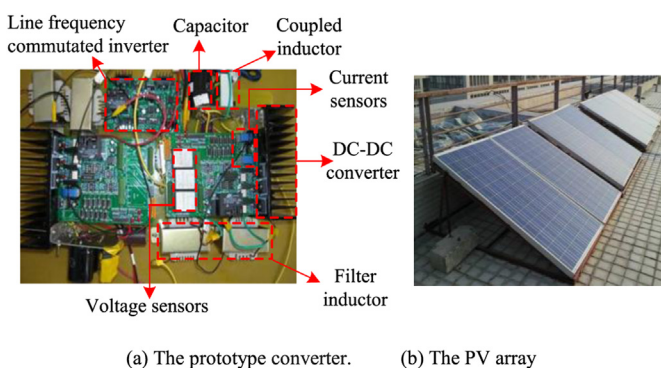 Line frequency
commutated inverter
Capacitor
Coupled
inductor
Current
sensors
DC-DC
converter
Filter
inductor
Voltage sensors
(a) The prototype converter.
(b) The PV array